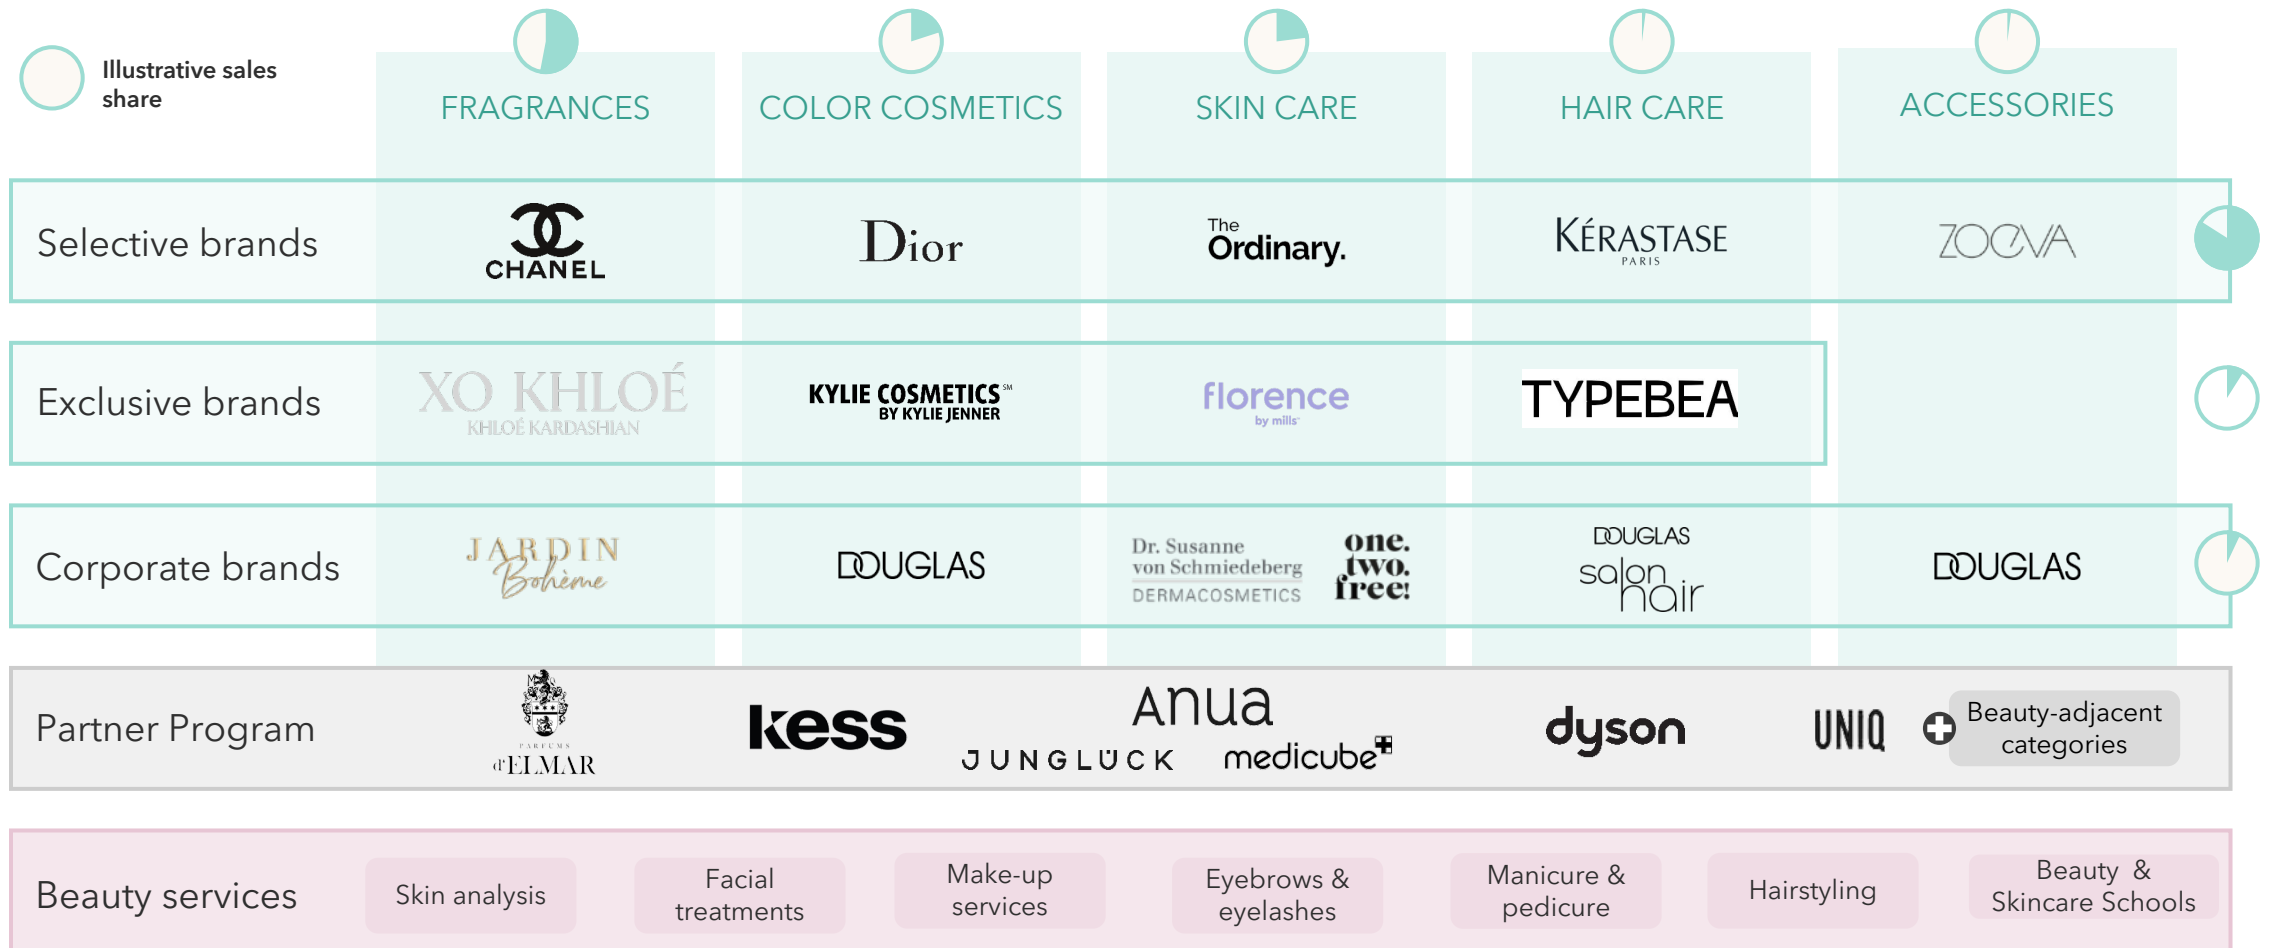 Illustrative sales
share
FRAGRANCES
COLOR COSMETICS
SKIN CARE
HAIR CARE
ACCESSORIES
Selective brands
CHANEL
Dior
The
Ordinary.
KÉRASTASE
PARIS
ZOEVA
Exclusive brands
XO KHLOÉ
KHLOÉ KARDASHIAN
KYLIE COSMETICS℠
BY KYLIE JENNER
florence
by mills
TYPEBEA
Corporate brands
JARDIN
Bohème
DOUGLAS
Dr. Susanne
von Schmiedeberg
DERMACOSMETICS
one.
two.
free!
DOUGLAS
salon
hair
DOUGLAS
Partner Program
PARFUMS
d'ELMAR
kess
Anua
JUNGLÜCK
medicube
dyson
UNIQ
Beauty-adjacent
categories
Beauty services
Skin analysis
Facial
treatments
Make-up
services
Eyebrows &
eyelashes
Manicure &
pedicure
Hairstyling
Beauty &
Skincare Schools